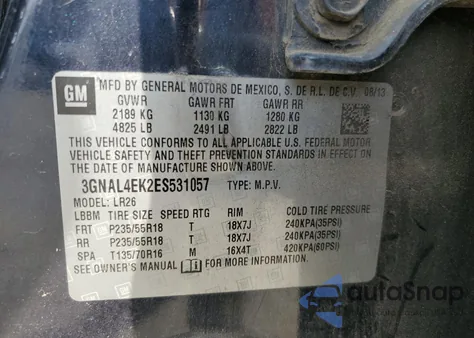 GM
MFD BY GENERAL MOTORS DE MEXICO, S. DE R.L. DE C.V. 08/13
GVWR GAWR FRT GAWR RR
2189 KG 1130 KG 1280 KG
4825 LB 2491 LB 2822 LB
THIS VEHICLE CONFORMS TO ALL APPLICABLE U.S. FEDERAL MOTOR
VEHICLE SAFETY AND THEFT PREVENTION STANDARDS IN EFFECT ON
THE DATE OF MANUFACTURE SHOWN ABOVE.
3GNAL4EK2ES531057 TYPE: M.P.V.
MODEL: LR26
LBBM TIRE SIZE SPEED RTG RIM COLD TIRE PRESSURE
FRT P235/55R18 T 18X7J 240KPA(35PSI)
RR P235/55R18 T 18X7J 240KPA(35PSI)
SPA T135/70R16 M 16X4T 420KPA(60PSI)
SEE OWNER'S MANUAL FOR ADDITIONAL INFORMATION.
autoSnap